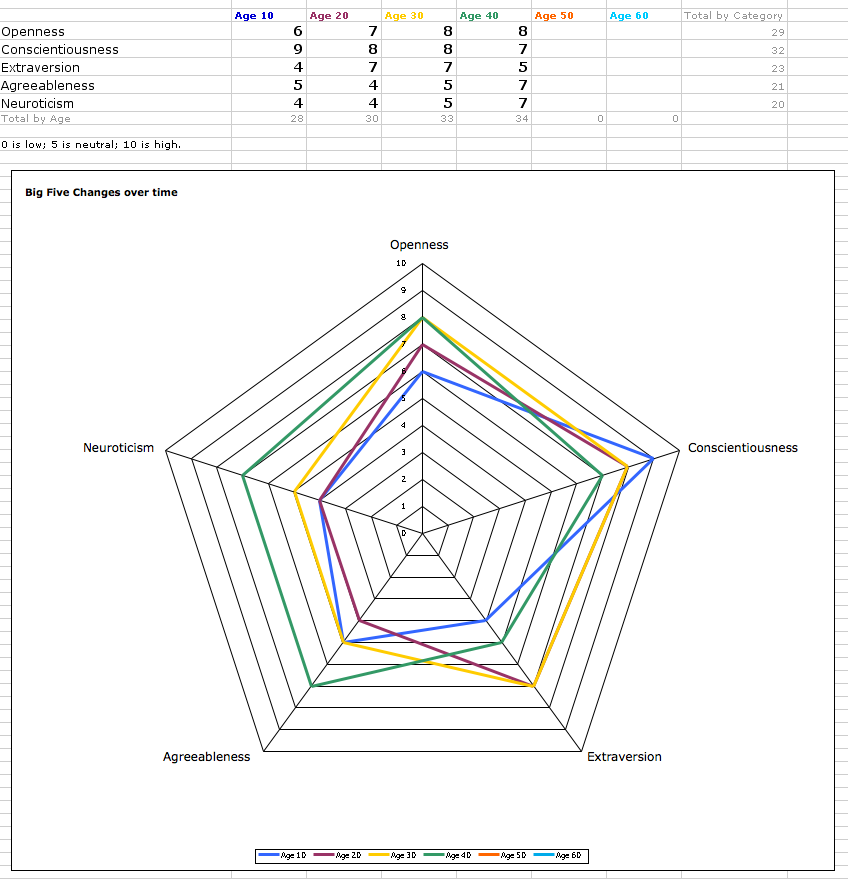 Age 10 Age 20 Age 30 Age 40 Age 50 Age 60 Total by Category
Openness 6 7 8 8 29
Conscientiousness 9 8 8 7 32
Extraversion 4 7 7 5 23
Agreeableness 5 4 5 7 21
Neuroticism 4 4 5 7 20
Total by Age 28 30 33 34 0 0
0 is low; 5 is neutral; 10 is high.
Big Five Changes over time
Openness
10
9
8
7
6
5
4
3
2
1
0
Neuroticism
Conscientiousness
Agreeableness
Extraversion
Age 10 Age 20 Age 30 Age 40 Age 50 Age 60